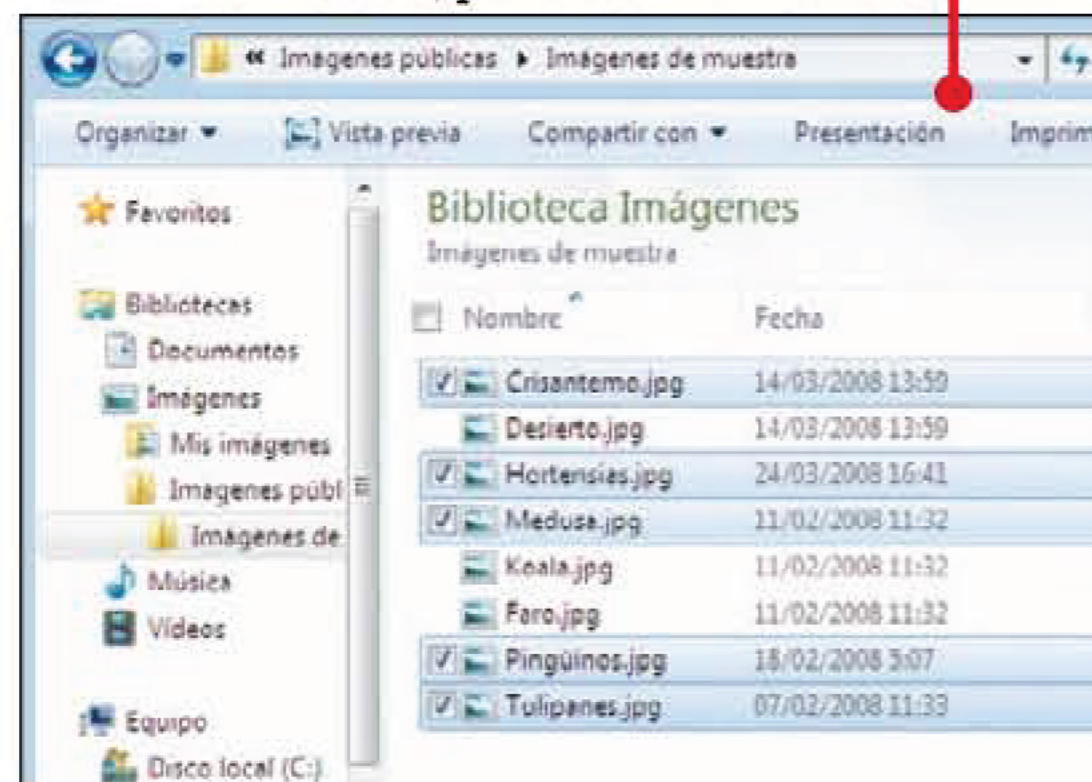 « Imágenes públicas ▸ Imágenes de muestra
Organizar Vista previa Compartir con Presentación
Favoritos
Bibliotecas
Documentos
Imágenes
Mis imágenes
Imágenes públ
Imágenes de
Música
Vídeos
Equipo
Disco local (C:)
Biblioteca Imágenes
Imágenes de muestra
Nombre Fecha
Crisantemo.jpg 14/03/2008 13:59
Desierto.jpg 14/03/2008 13:59
Hortensias.jpg 24/03/2008 16:41
Medusa.jpg 11/02/2008 11:32
Koala.jpg 11/02/2008 11:32
Faro.jpg 11/02/2008 11:32
Pingüinos.jpg 18/02/2008 5:07
Tulipanes.jpg 07/02/2008 11:33